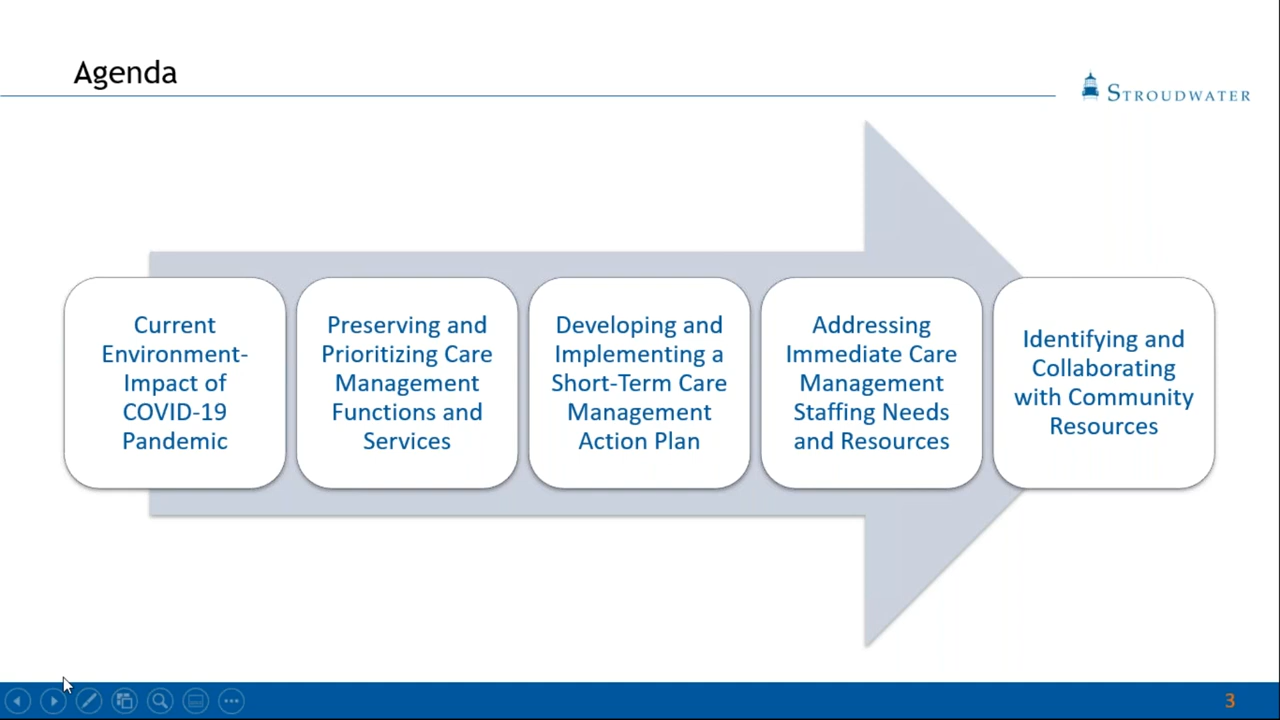 Agenda
STROUDWATER
Current
Environment-
Impact of
COVID-19
Pandemic
Preserving and
Prioritizing Care
Management
Functions and
Services
Developing and
Implementing a
Short-Term Care
Management
Action Plan
Addressing
Immediate Care
Management
Staffing Needs
and Resources
Identifying and
Collaborating
with Community
Resources
3